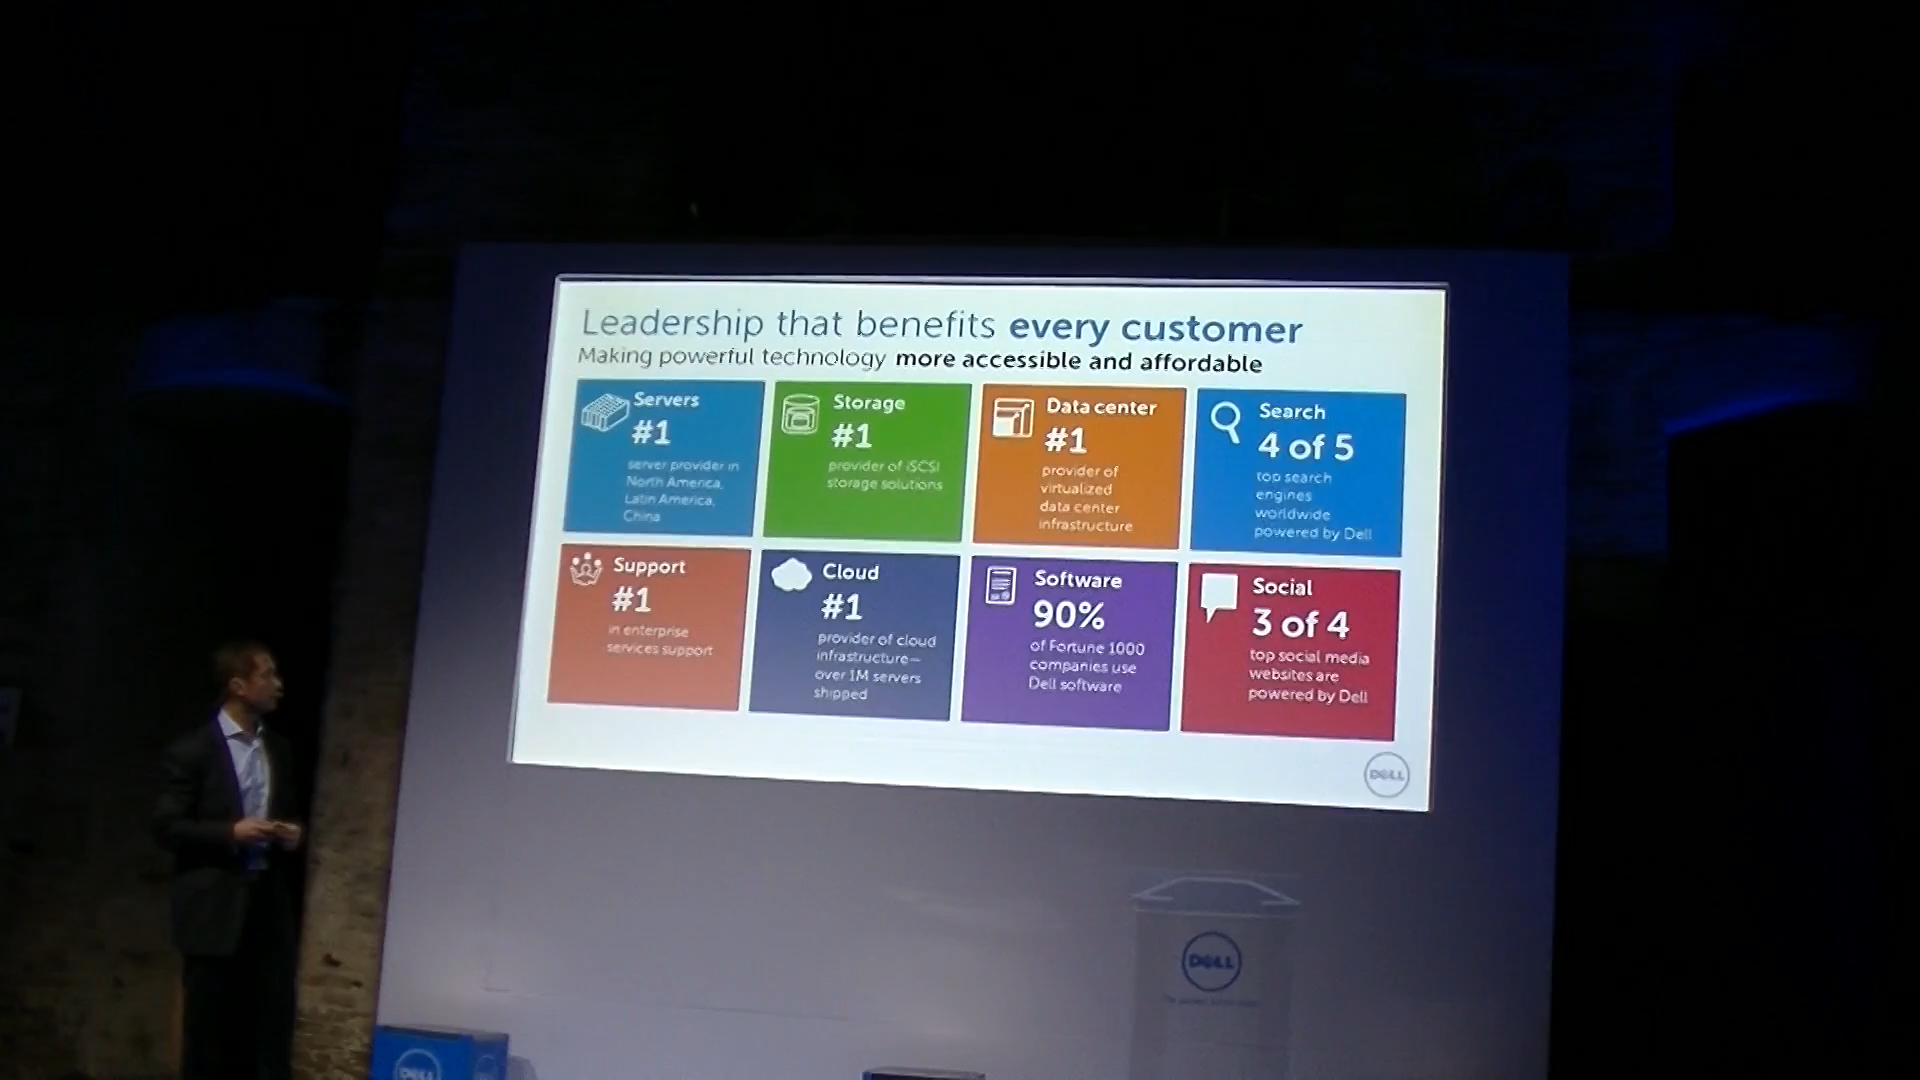 Leadership that benefits every customer
Making powerful technology more accessible and affordable
Servers
#1
server provider in
North America,
Latin America,
China
Storage
#1
provider of iSCSI
storage solutions
Data center
#1
provider of
virtualized
data center
infrastructure
Search
4 of 5
top search
engines
worldwide
powered by Dell
Support
#1
in enterprise
services support
Cloud
#1
provider of cloud
infrastructure—
over 1M servers
shipped
Software
90%
of Fortune 1000
companies use
Dell software
Social
3 of 4
top social media
websites are
powered by Dell
DELL
DELL
DELL